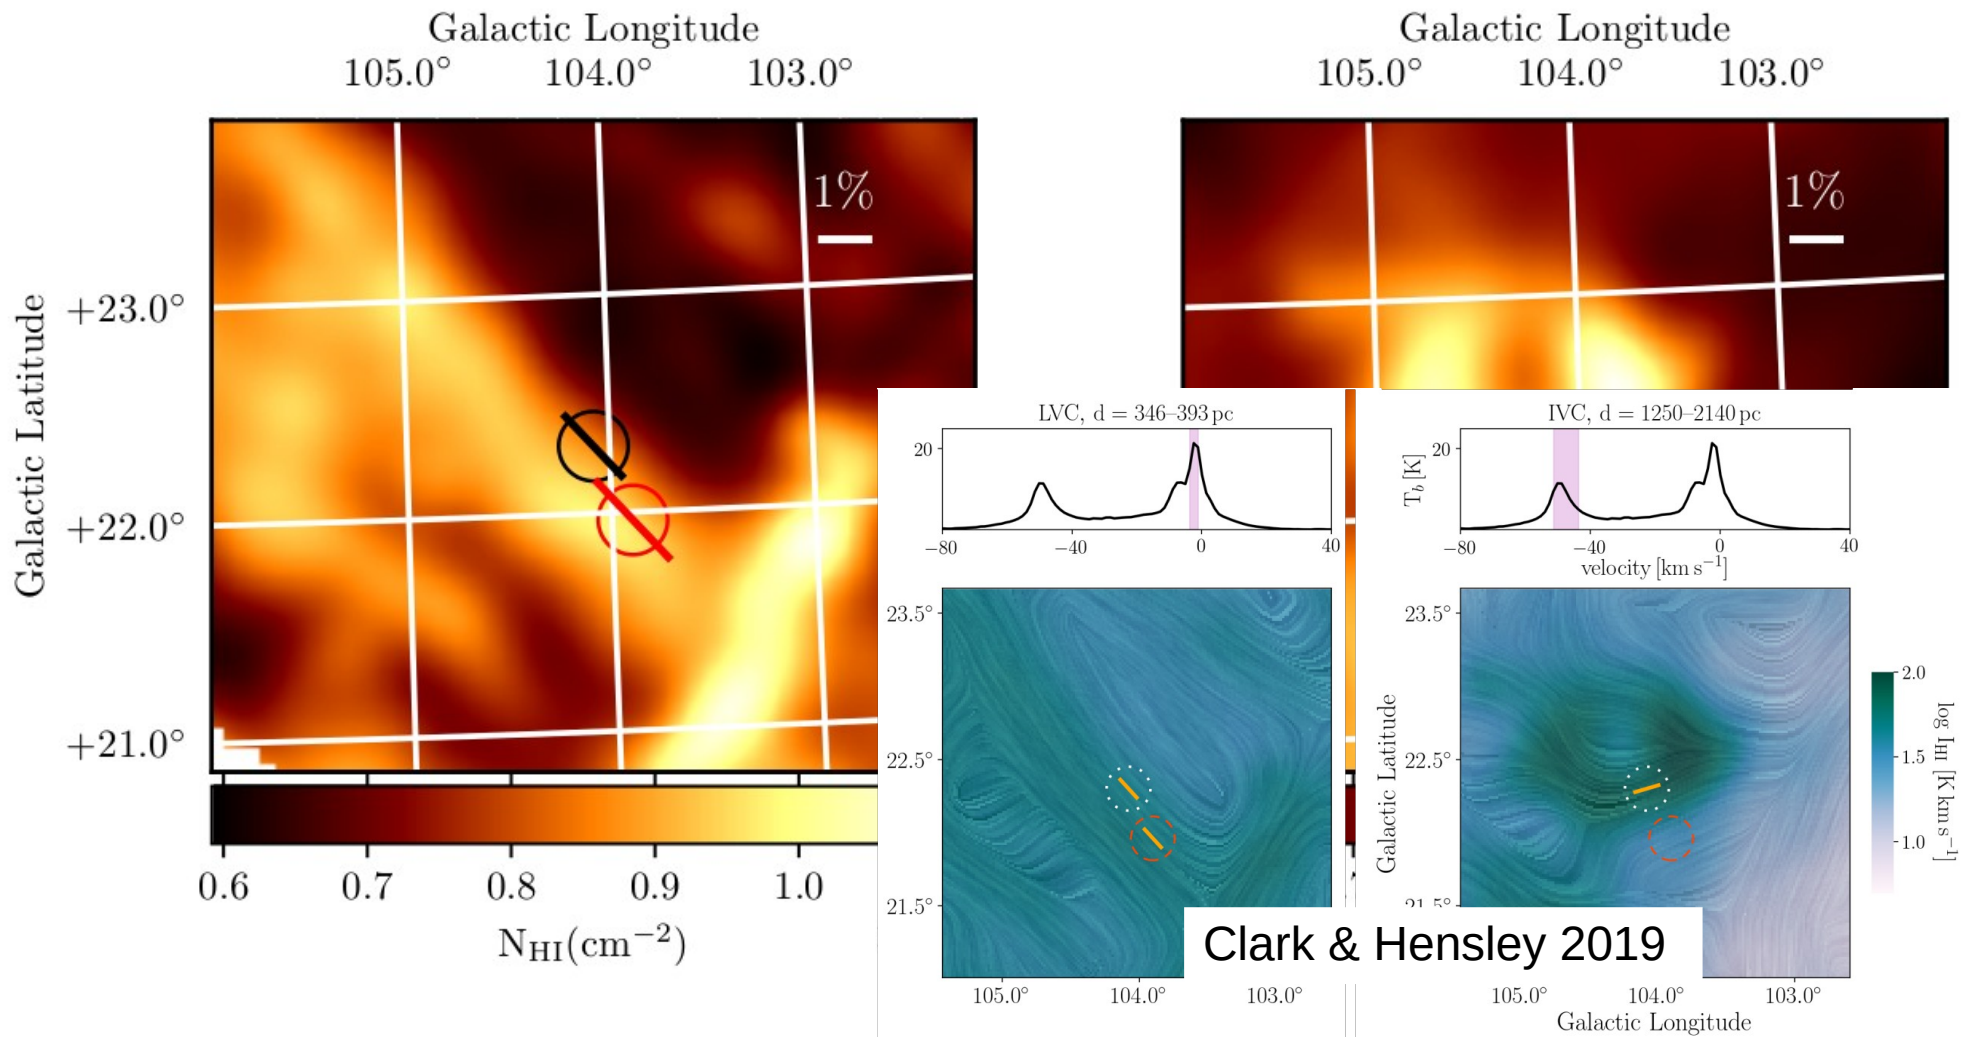 Galactic Longitude
105.0° 104.0° 103.0°
Galactic Longitude
105.0° 104.0° 103.0°
Galactic Latitude
+23.0°
+22.0°
+21.0°
1%
1%
0.6 0.7 0.8 0.9 1.0
N_HI(cm⁻²)
LVC, d = 346–393 pc
20
−80 −40 0 40
23.5°
22.5°
21.5°
105.0° 104.0° 103.0°
IVC, d = 1250–2140 pc
T_b [K]
20
−80 −40 0 40
velocity [km s⁻¹]
Galactic Latitude
23.5°
22.5°
105.0° 104.0° 103.0°
Galactic Longitude
2.0
1.5
1.0
log I_HI [K km s⁻¹]
Clark & Hensley 2019